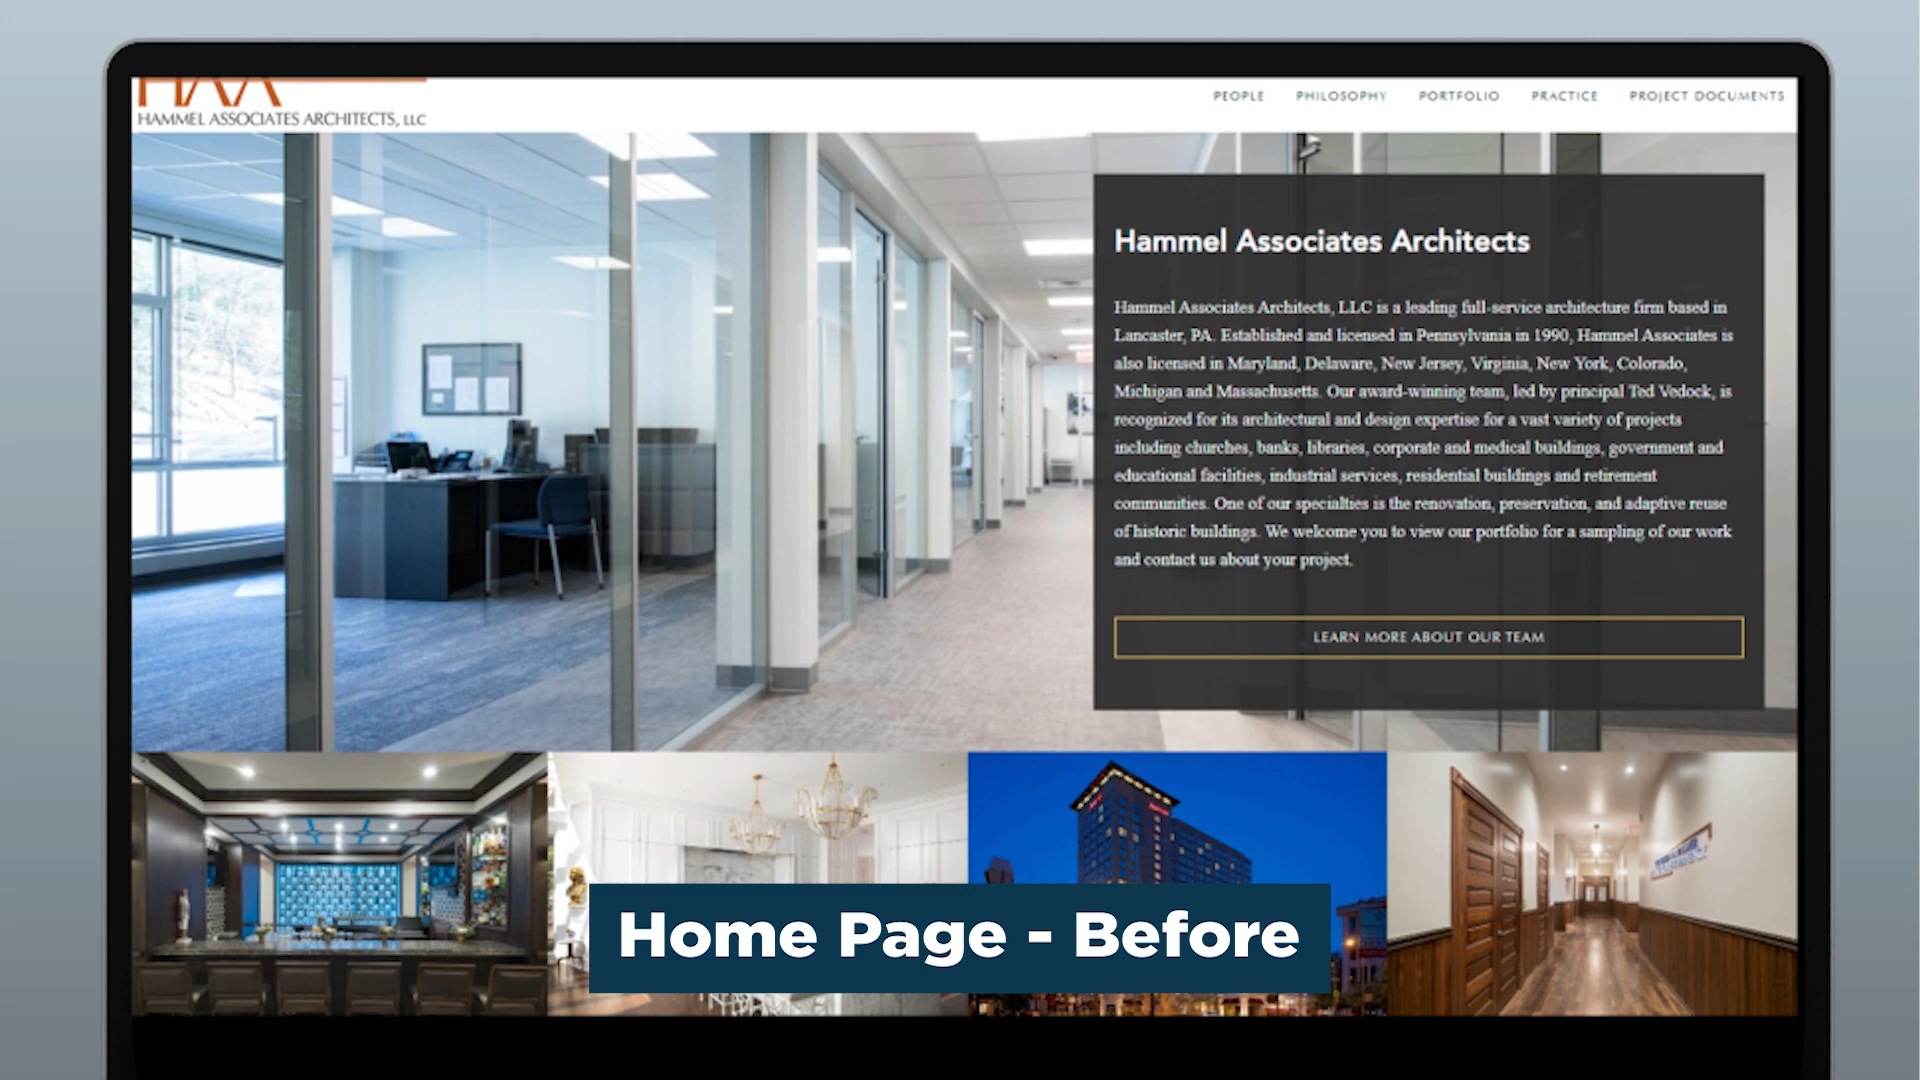 HAA
HAMMEL ASSOCIATES ARCHITECTS, LLC
PEOPLE PHILOSOPHY PORTFOLIO PRACTICE PROJECT DOCUMENTS
Hammel Associates Architects
Hammel Associates Architects, LLC is a leading full-service architecture firm based in
Lancaster, PA. Established and licensed in Pennsylvania in 1990, Hammel Associates is
also licensed in Maryland, Delaware, New Jersey, Virginia, New York, Colorado,
Michigan and Massachusetts. Our award-winning team, led by principal Ted Vedock, is
recognized for its architectural and design expertise for a vast variety of projects
including churches, banks, libraries, corporate and medical buildings, government and
educational facilities, industrial services, residential buildings and retirement
communities. One of our specialties is the renovation, preservation, and adaptive reuse
of historic buildings. We welcome you to view our portfolio for a sampling of our work
and contact us about your project.
LEARN MORE ABOUT OUR TEAM
Home Page - Before